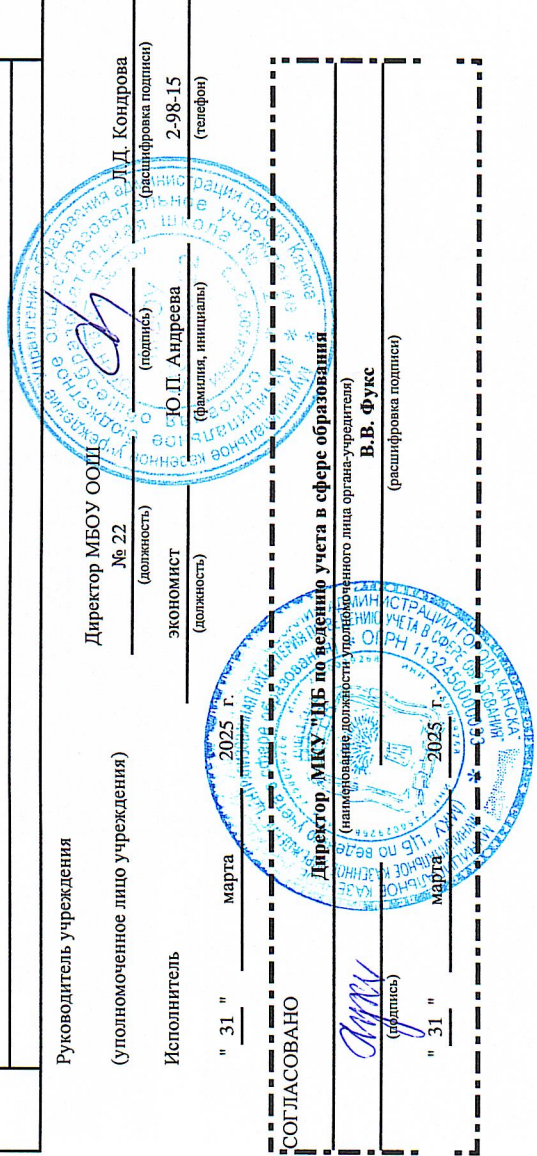 Руководитель учреждения
(уполномоченное лицо учреждения)
Директор МБОУ ООШ
№ 22
Л.Д. Кондрова
(должность) (подпись) (расшифровка подписи)
Исполнитель экономист Ю.П. Андреева 2-98-15
(должность) (фамилия, инициалы) (телефон)
" 31 " марта 2025 г.
СОГЛАСОВАНО
Директор МКУ "ЦБ по ведению учета в сфере образования
(наименование должности уполномоченного лица органа-учредителя)
В.В. Фукс
(подпись) (расшифровка подписи)
" 31 " марта 2025 г.